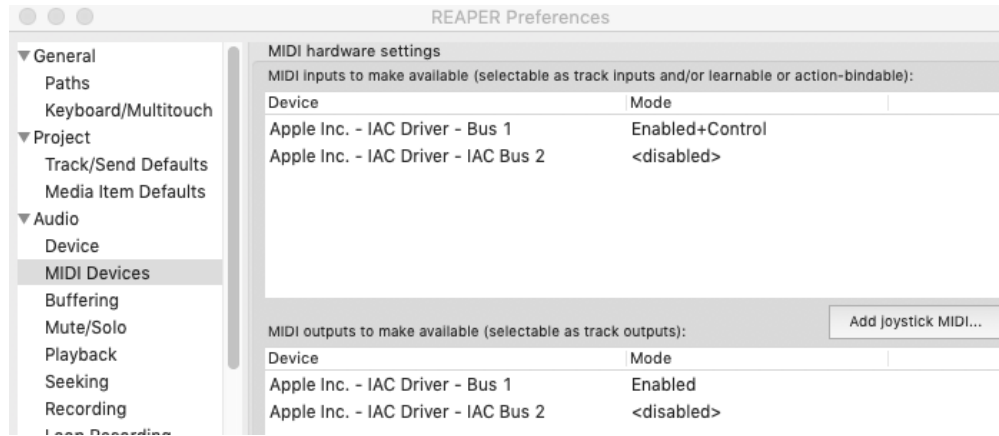 REAPER Preferences
General
Paths
Keyboard/Multitouch
Project
Track/Send Defaults
Media Item Defaults
Audio
Device
MIDI Devices
Buffering
Mute/Solo
Playback
Seeking
Recording
Loop Recording
MIDI hardware settings
MIDI inputs to make available (selectable as track inputs and/or learnable or action-bindable):
Device Mode
Apple Inc. - IAC Driver - Bus 1 Enabled+Control
Apple Inc. - IAC Driver - IAC Bus 2 <disabled>
Add joystick MIDI...
MIDI outputs to make available (selectable as track outputs):
Device Mode
Apple Inc. - IAC Driver - Bus 1 Enabled
Apple Inc. - IAC Driver - IAC Bus 2 <disabled>